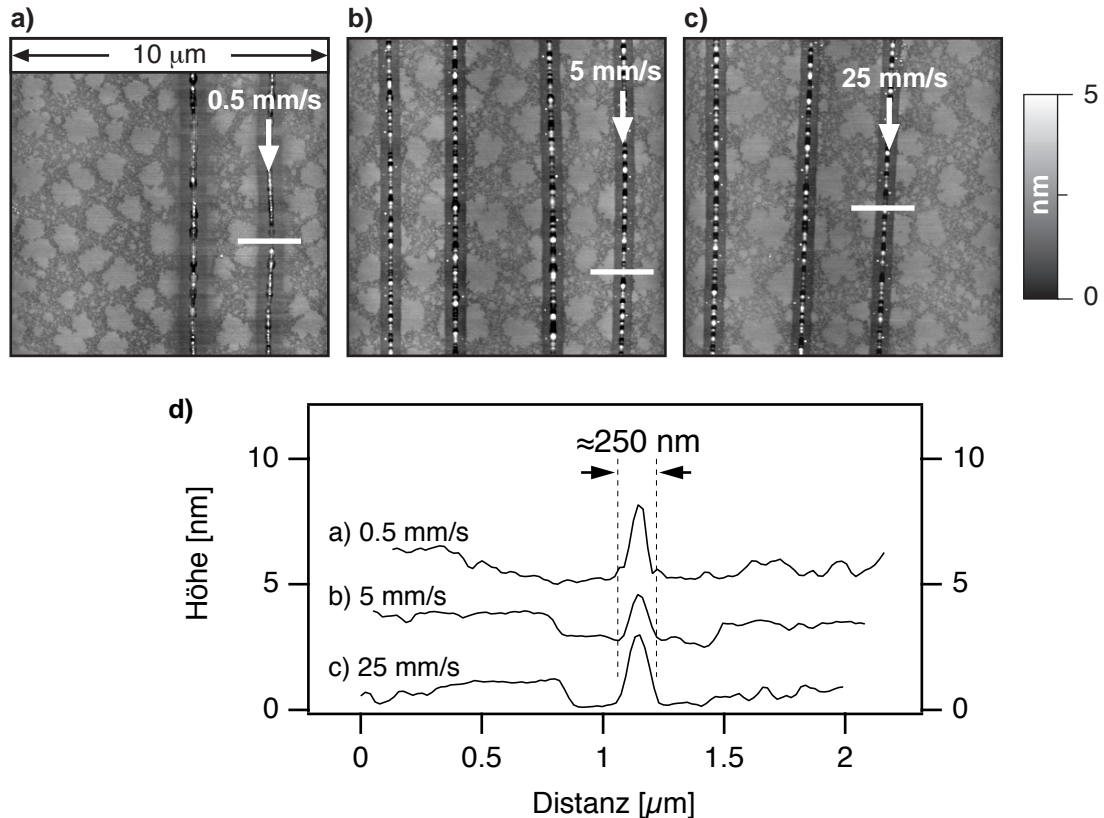 a)
b)
c)
10 µm
0.5 mm/s
5 mm/s
25 mm/s
5
nm
0
d)
≈250 nm
10
10
a) 0.5 mm/s
5
5
b) 5 mm/s
c) 25 mm/s
0
0
Höhe [nm]
0
0.5
1
1.5
2
Distanz [µm]